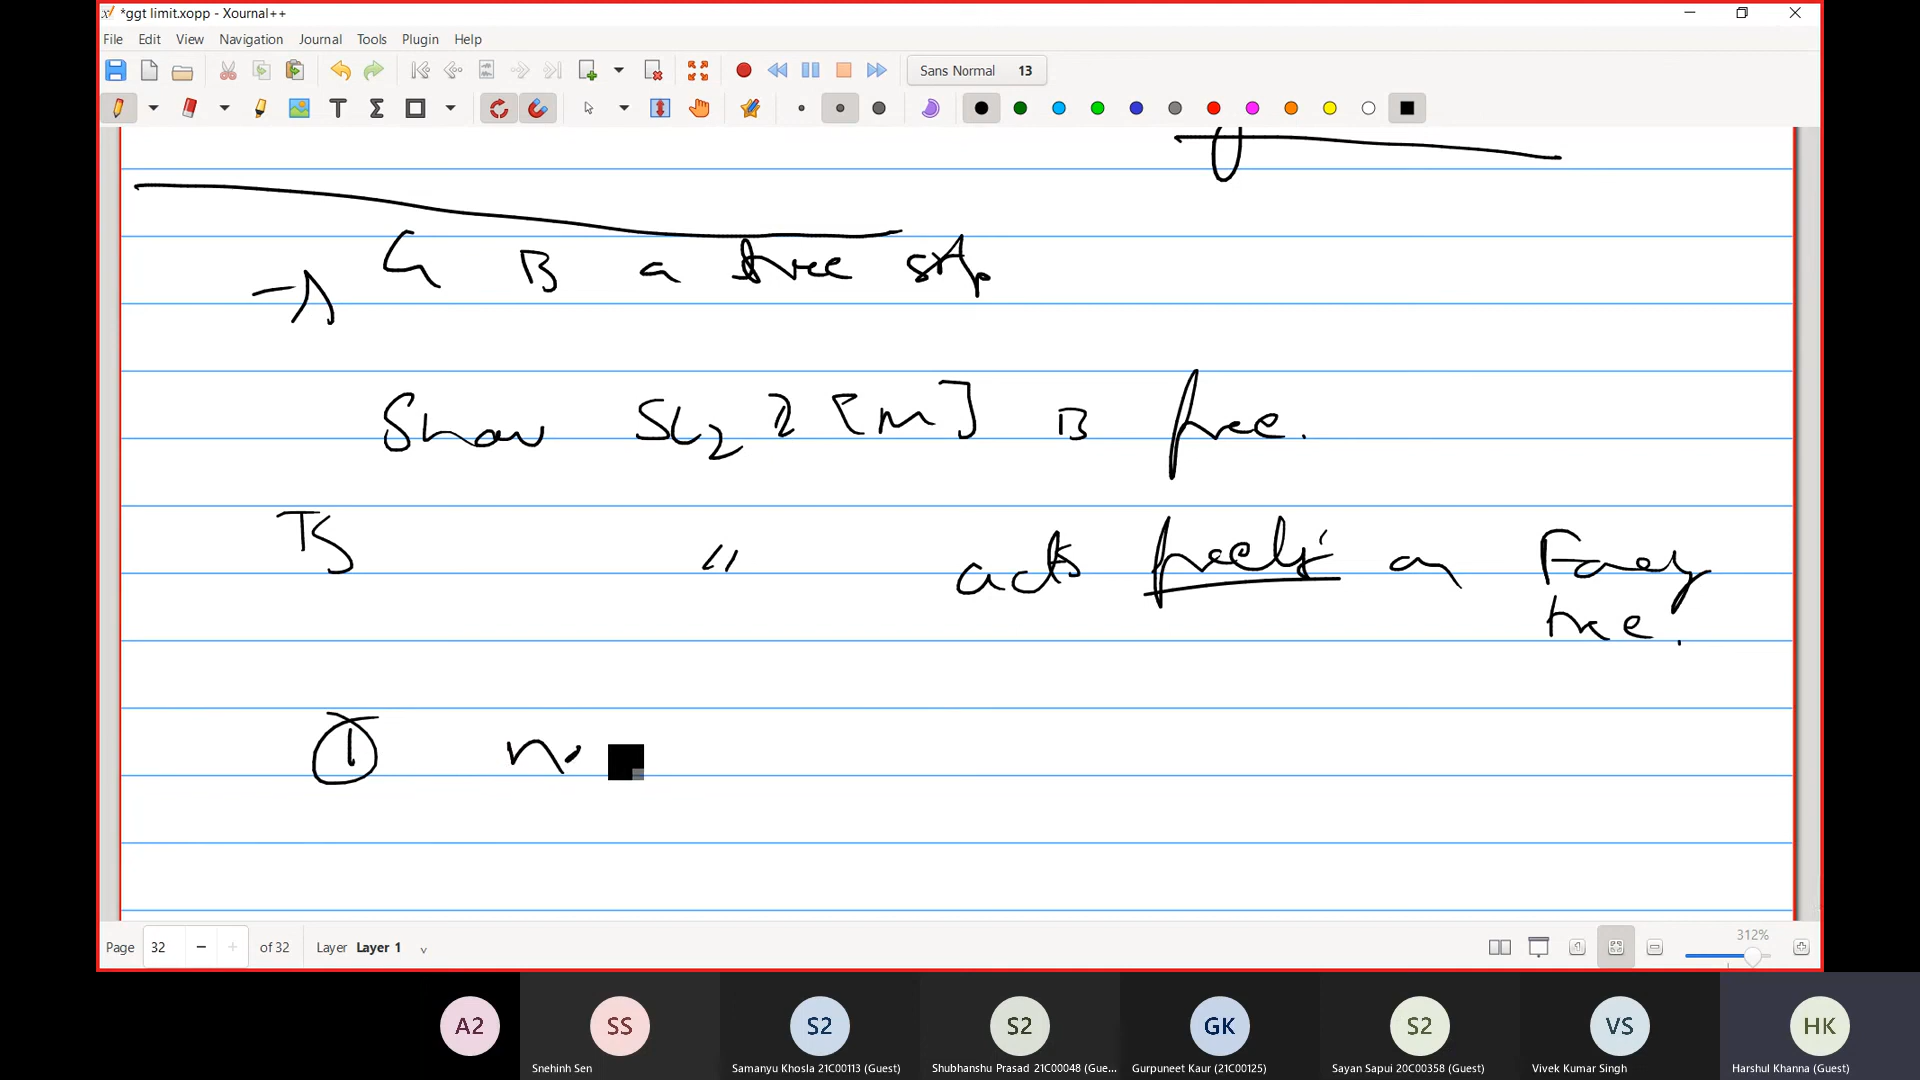 *ggt limit.xopp - Xournal++
File Edit View Navigation Journal Tools Plugin Help
Sans Normal 13
→ G is a free grp
Show SL2 Z [m] is free.
TS " acts freely on Farey
tree.
① no
Page 32 of 32 Layer Layer 1 312%
A2 SS S2 S2 GK S2 VS HK
Snehinh Sen Samanyu Khosla 21C00113 (Guest) Shubhanshu Prasad 21C00048 (Gue... Gurpuneet Kaur (21C00125) Sayan Sapui 20C00358 (Guest) Vivek Kumar Singh Harshul Khanna (Guest)